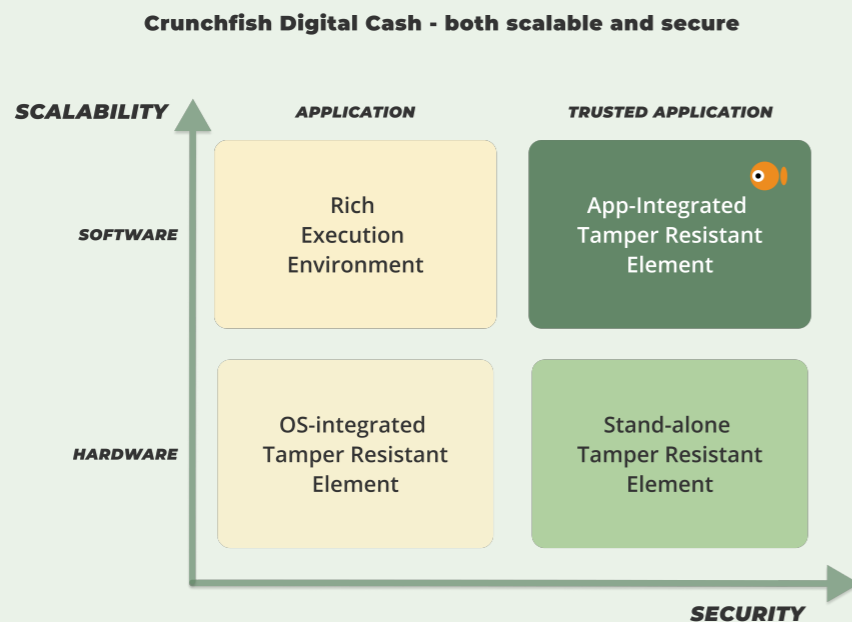 Crunchfish Digital Cash - both scalable and secure
SCALABILITY
APPLICATION
TRUSTED APPLICATION
SOFTWARE
Rich
Execution
Environment
App-Integrated
Tamper Resistant
Element
HARDWARE
OS-integrated
Tamper Resistant
Element
Stand-alone
Tamper Resistant
Element
SECURITY